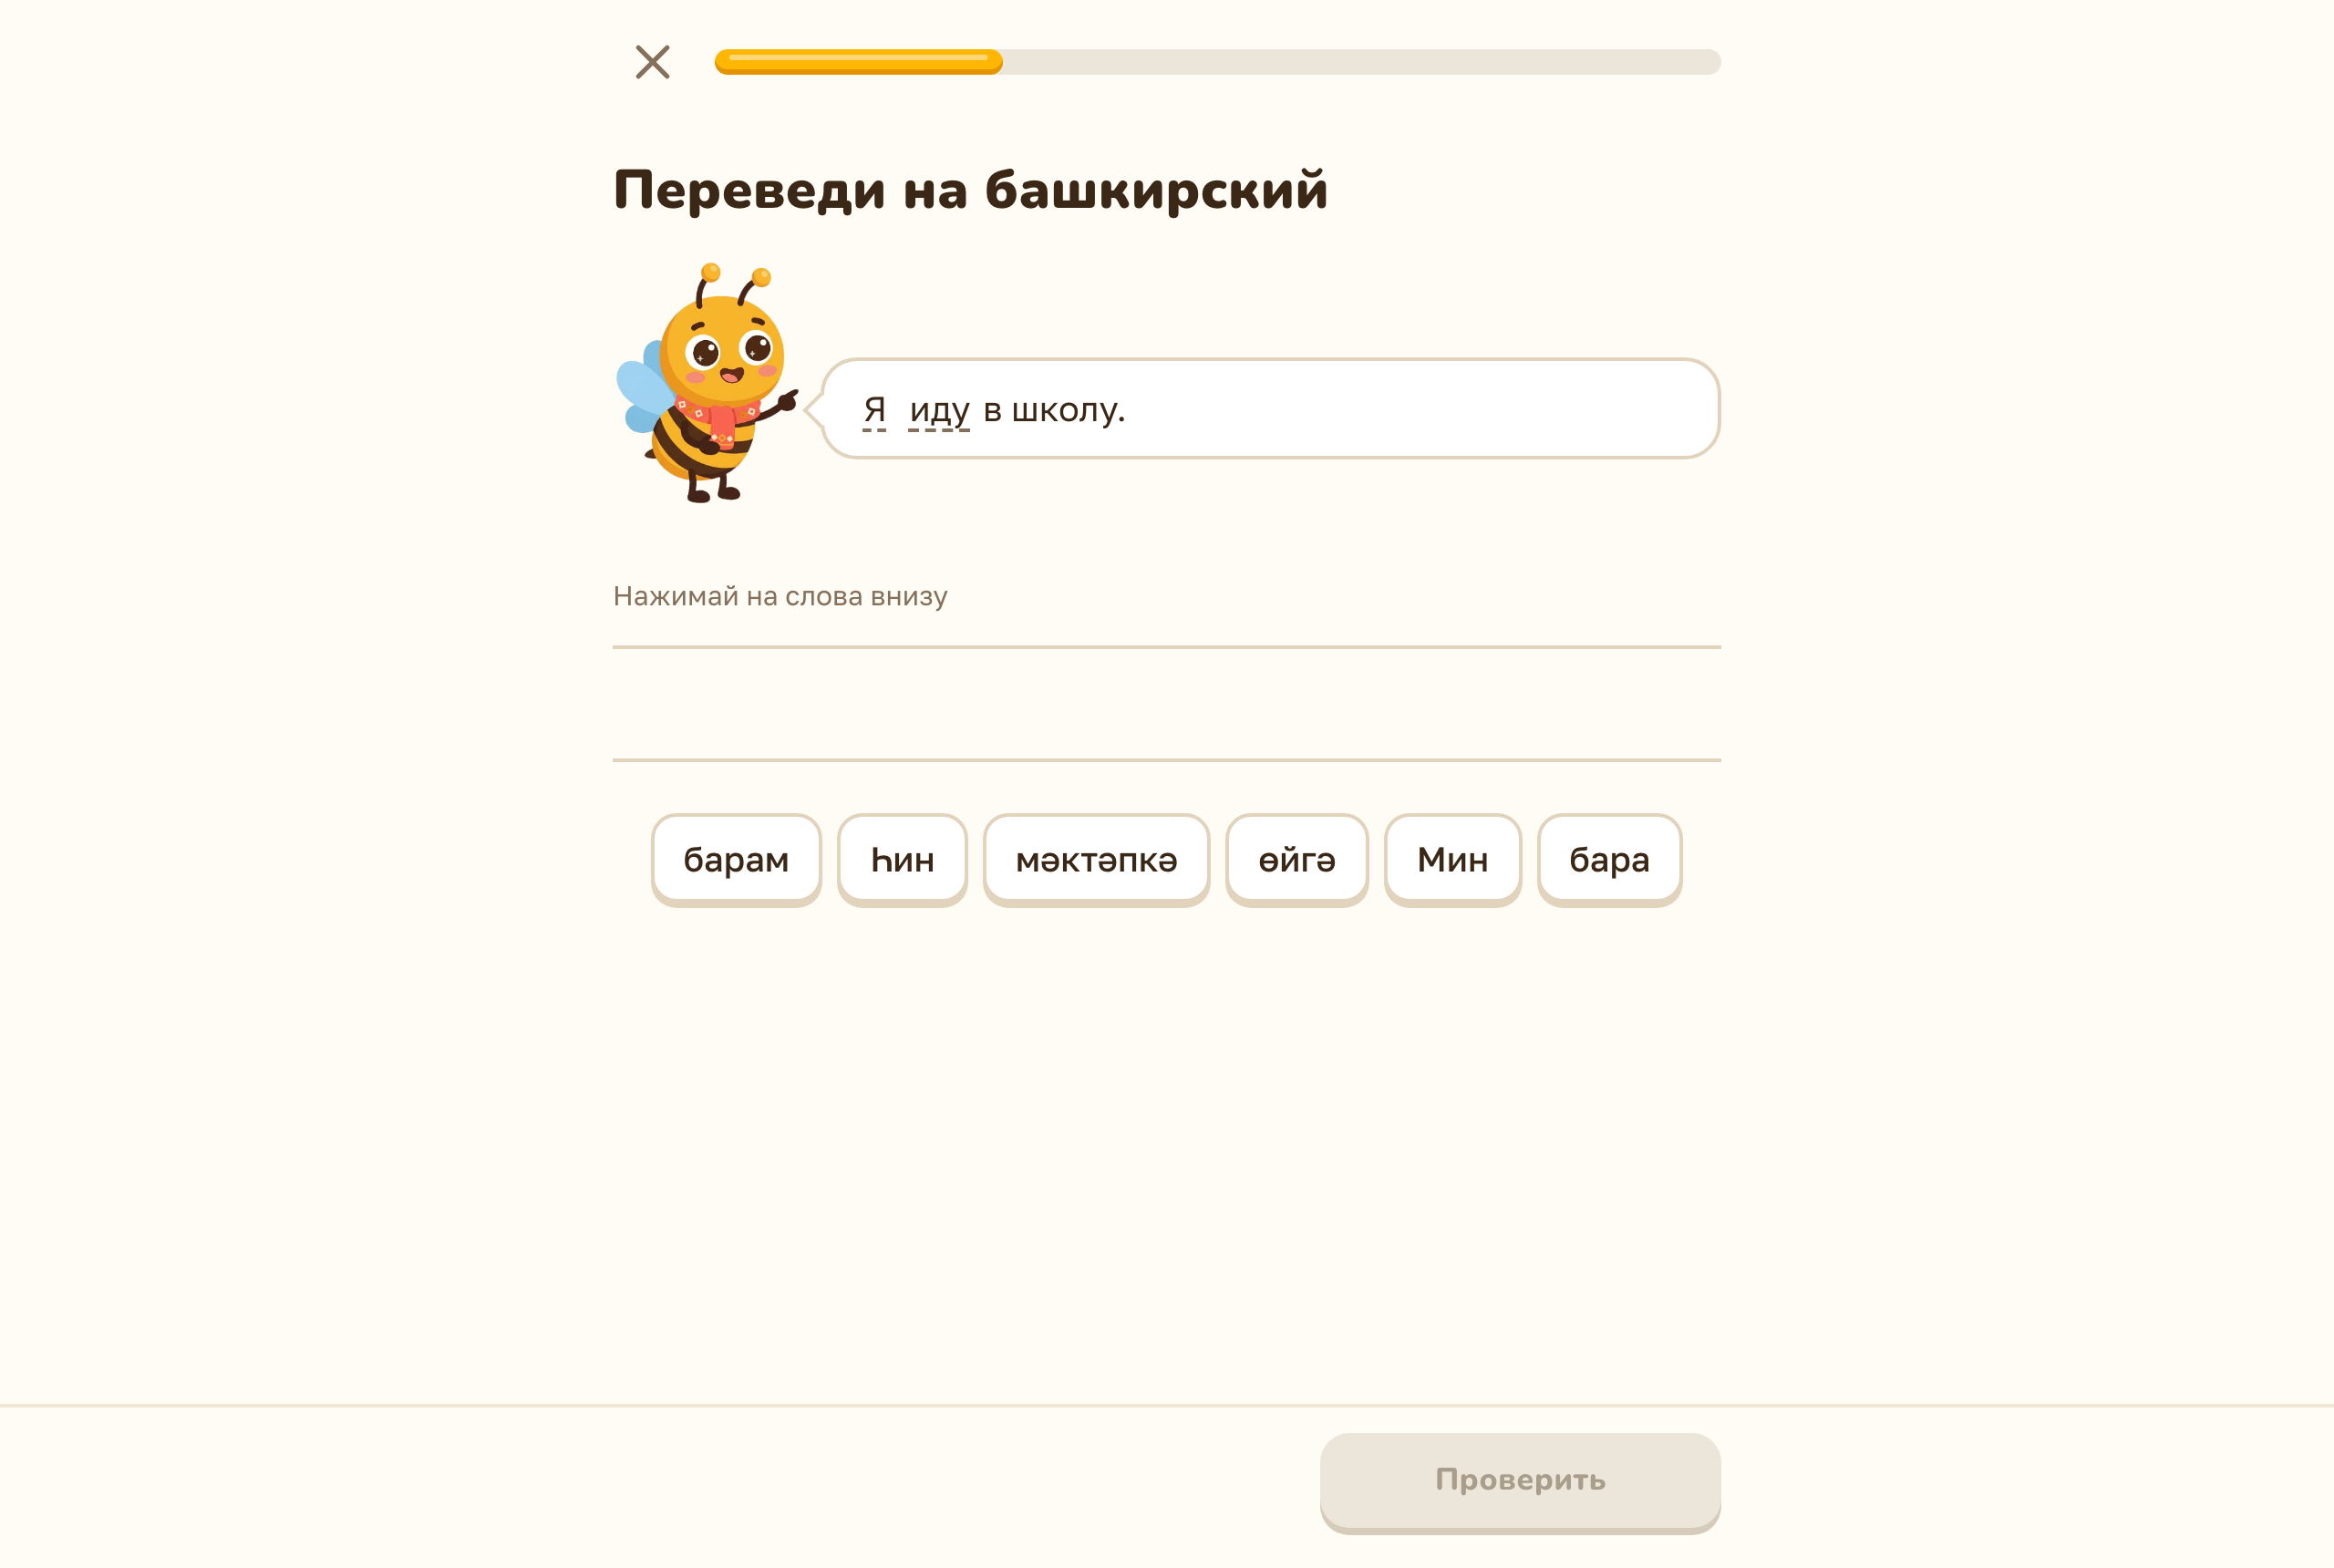 Переведи на башкирский
Я иду в школу.
Нажимай на слова внизу
барам Һин мәктәпкә өйгә Мин бара
Проверить